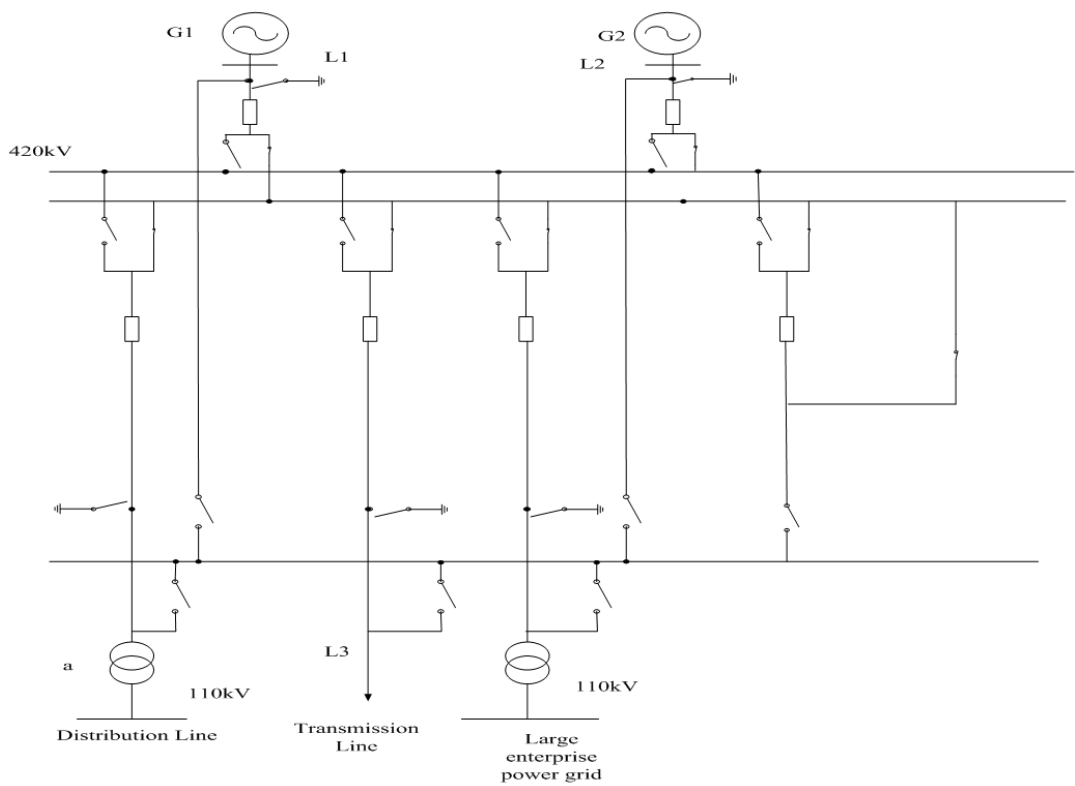 G1
G2
L1
L2
420kV
L3
a
110kV
110kV
Distribution Line
Transmission
Line
Large
enterprise
power grid